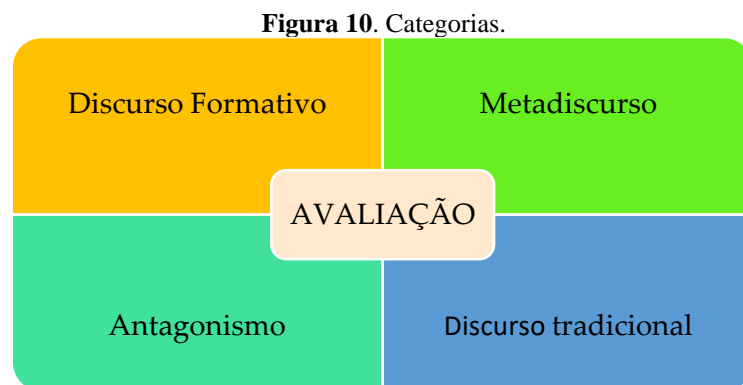 Figura 10. Categorias.
Discurso Formativo
Metadiscurso
AVALIAÇÃO
Antagonismo
Discurso tradicional